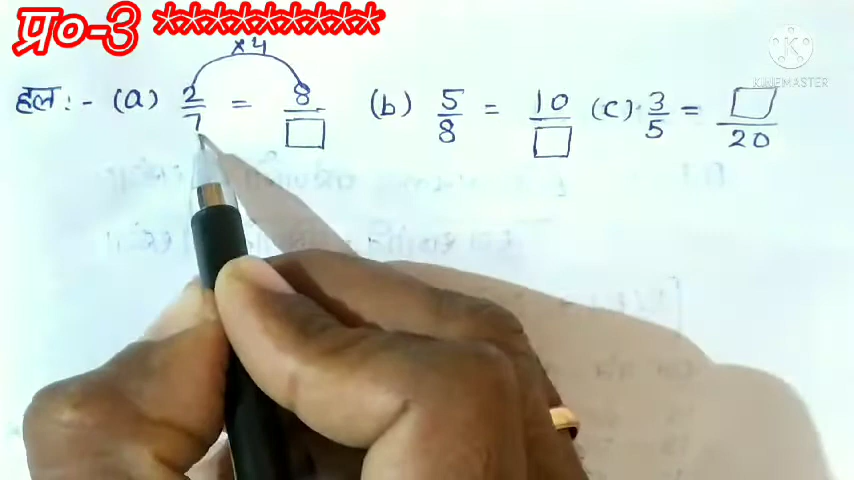 प्र०-3 **********
×4
हल:- (a) 2/7 = 8/□ (b) 5/8 = 10/□ (c) 3/5 = □/20
KINEMASTER